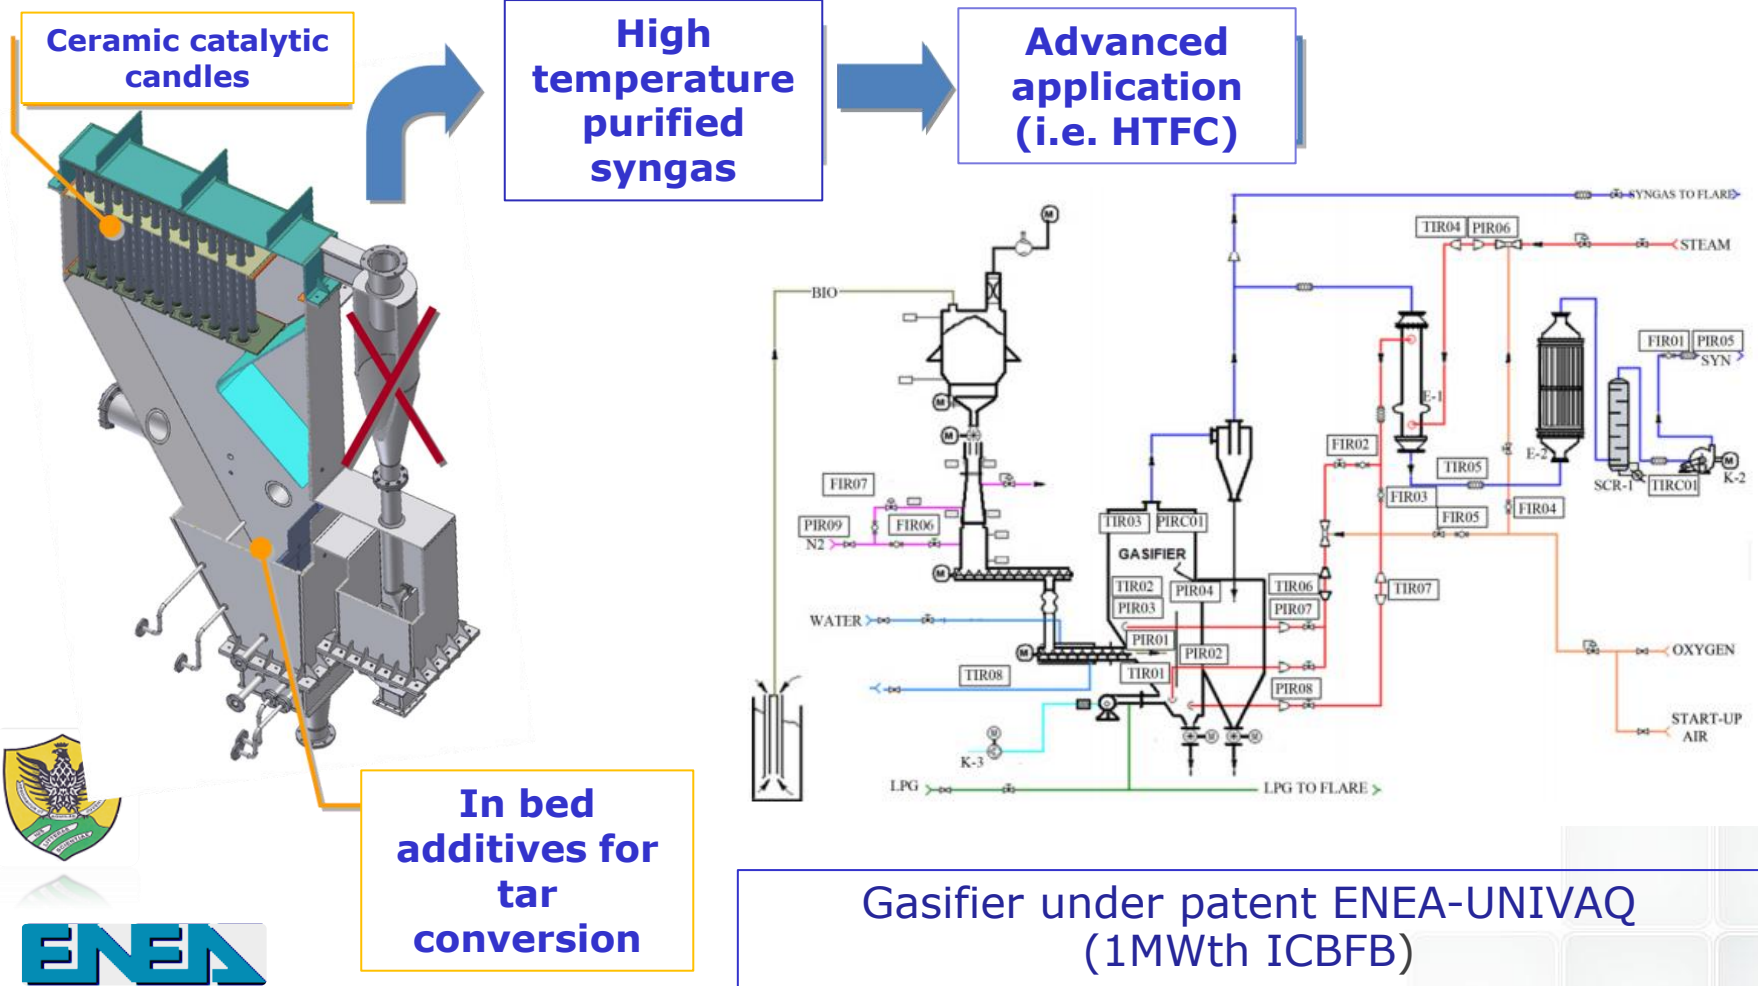 Ceramic catalytic
candles
High
temperature
purified
syngas
Advanced
application
(i.e. HTFC)
SYNGAS TO FLARE
TIR04 PIR06
STEAM
BIO
FIR01 PIR05
SYN
E-1
E-2
FIR02
TIR05
SCR-1
TIRC01
K-2
FIR07
FIR03
FIR05
FIR04
PIR09
FIR06
N2
TIR03 PIRC01
GASIFIER
TIR02
PIR04
TIR06
TIR07
PIR03
PIR07
WATER
PIR01
PIR02
TIR08
TIR01
PIR08
OXYGEN
START-UP
AIR
K-3
LPG
LPG TO FLARE
M
M
M
M
M
M
M
M
In bed
additives for
tar
conversion
Gasifier under patent ENEA-UNIVAQ
(1MWth ICBFB)
ENEA